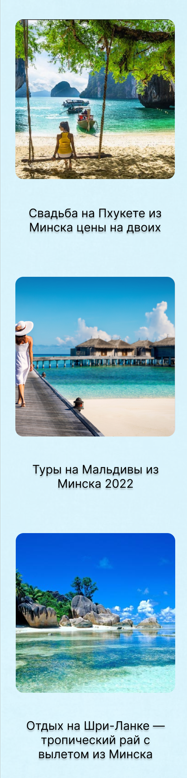 Свадьба на Пхукете из
Минска цены на двоих
Туры на Мальдивы из
Минска 2022
Отдых на Шри-Ланке —
тропический рай с
вылетом из Минска